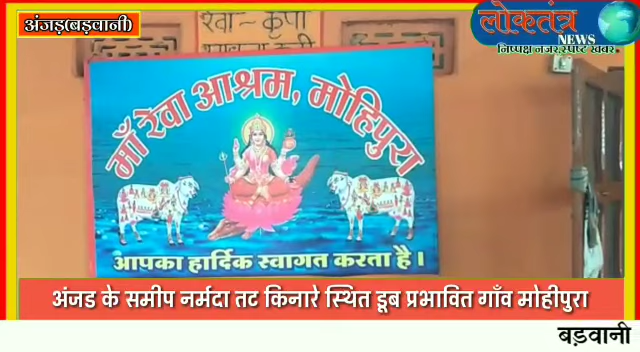 अंजड़(बड़वानी)
लोकतंत्र
NEWS
निष्पक्ष नजर,स्पष्ट खबर
रेवा~कृपा
माँ रेवा आश्रम, मोहिपुरा
आपका हार्दिक स्वागत करता है।
अंजड के समीप नर्मदा तट किनारे स्थित डूब प्रभावित गाँव मोहीपुरा
बड़वानी